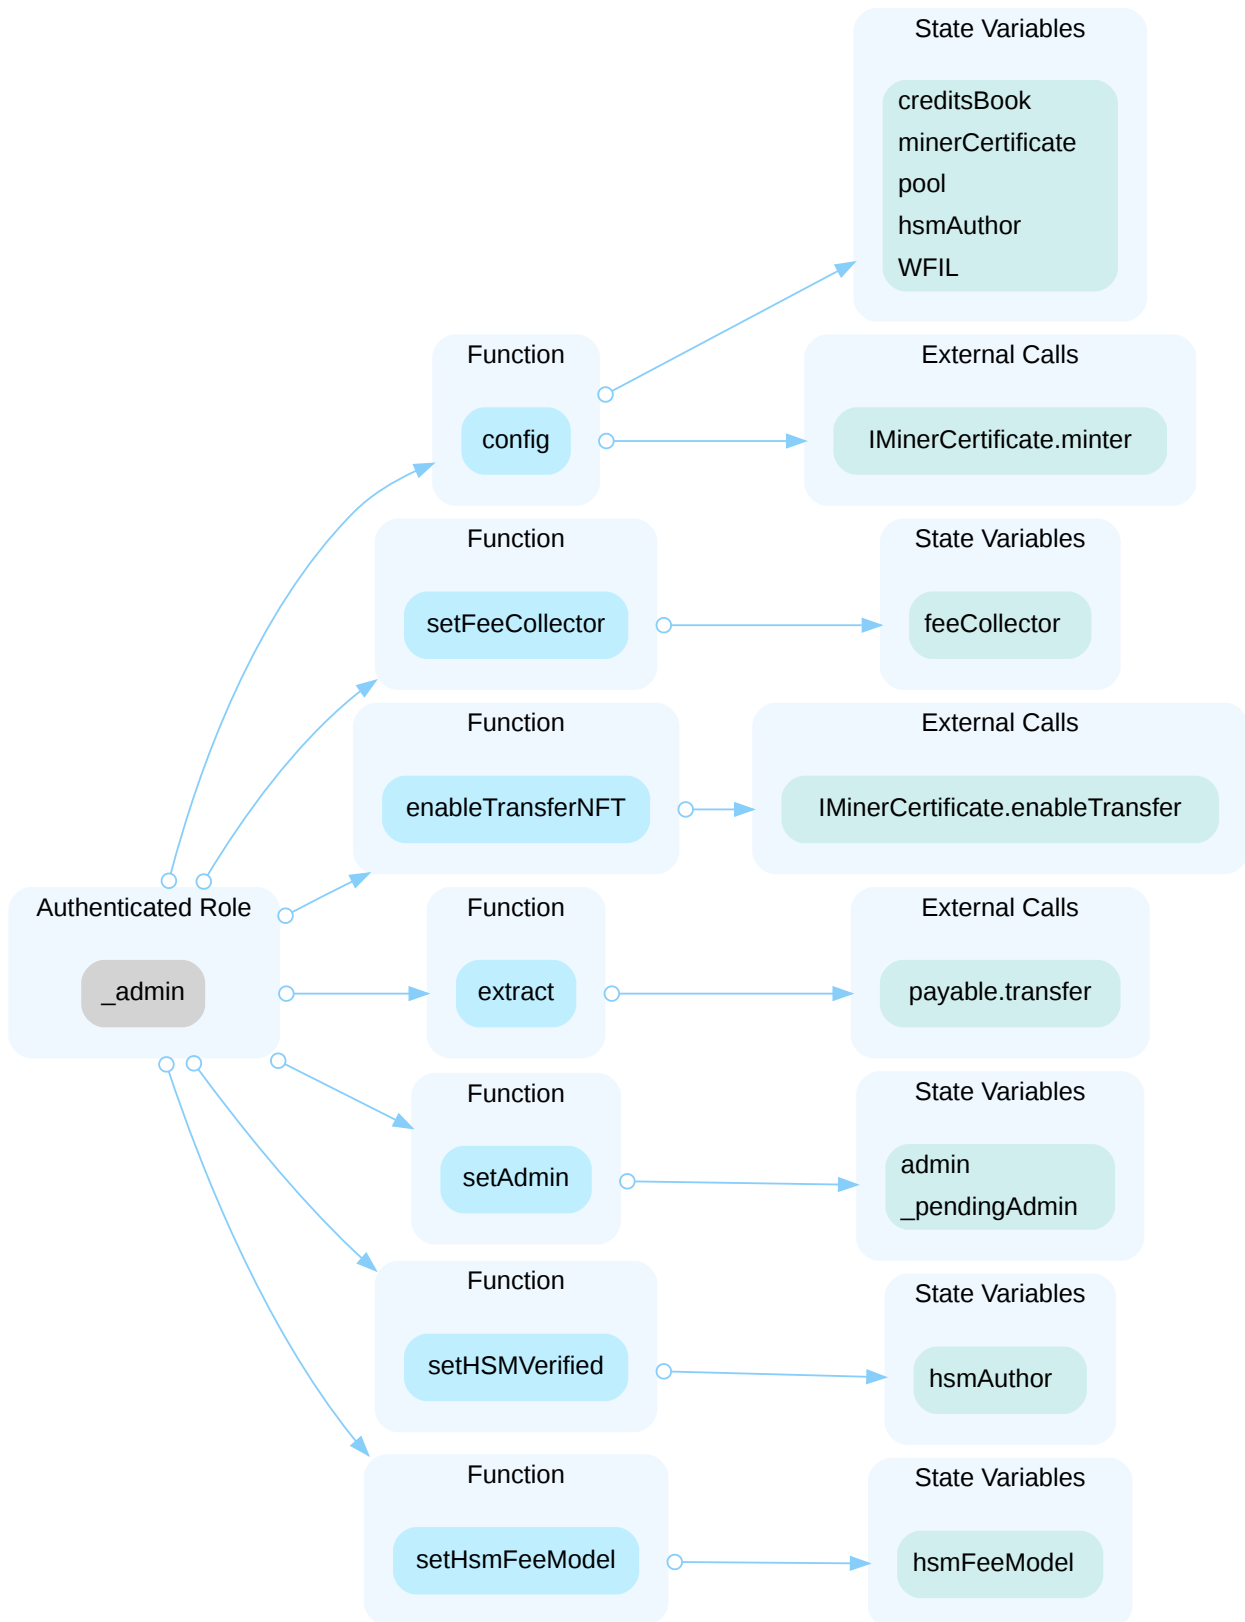 State Variables
creditsBook
minerCertificate
pool
hsmAuthor
WFIL
Function
config
External Calls
IMinerCertificate.minter
Function
setFeeCollector
State Variables
feeCollector
Function
enableTransferNFT
External Calls
IMinerCertificate.enableTransfer
Authenticated Role
_admin
Function
extract
External Calls
payable.transfer
Function
setAdmin
State Variables
admin
_pendingAdmin
Function
setHSMVerified
State Variables
hsmAuthor
Function
setHsmFeeModel
State Variables
hsmFeeModel